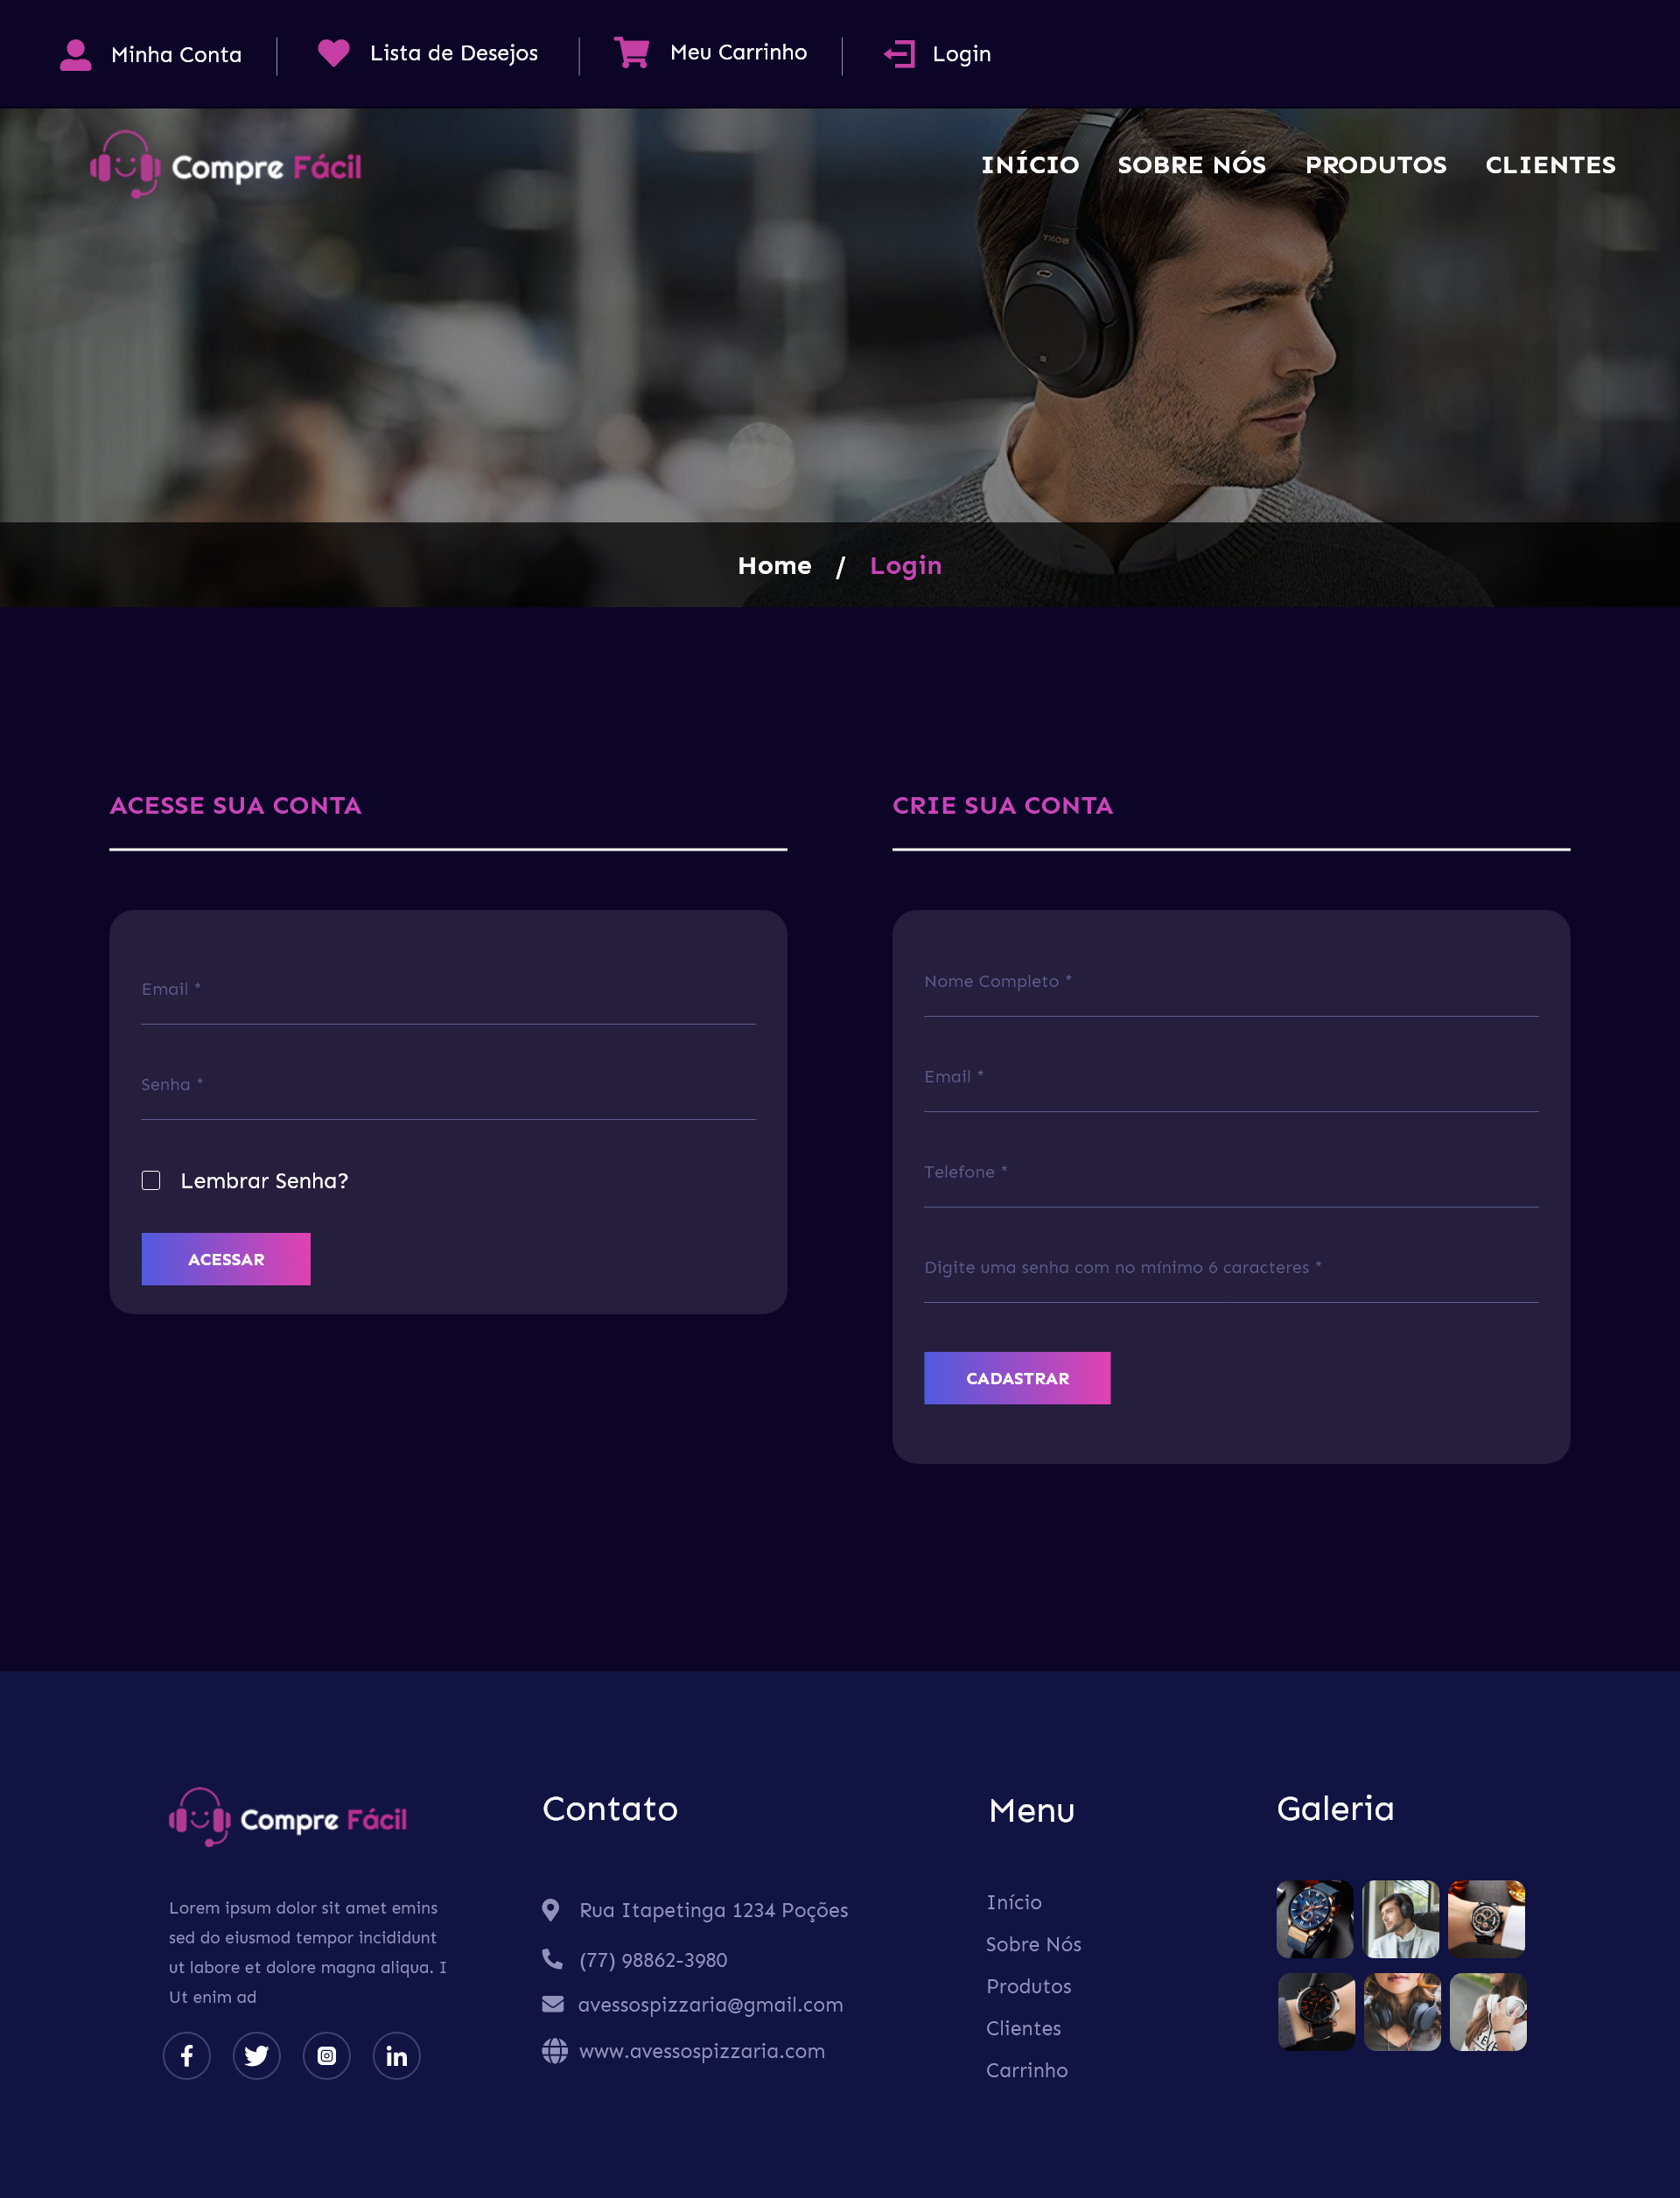 Minha Conta
Lista de Desejos
Meu Carrinho
Login
Compre Fácil
INÍCIO
SOBRE NÓS
PRODUTOS
CLIENTES
SONY
Home / Login
ACESSE SUA CONTA
Email *
Senha *
Lembrar Senha?
ACESSAR
CRIE SUA CONTA
Nome Completo *
Email *
Telefone *
Digite uma senha com no mínimo 6 caracteres *
CADASTRAR
Compre Fácil
Lorem ipsum dolor sit amet emins
sed do eiusmod tempor incididunt
ut labore et dolore magna aliqua. I
Ut enim ad
Contato
Rua Itapetinga 1234 Poções
(77) 98862-3980
avessospizzaria@gmail.com
www.avessospizzaria.com
Menu
Início
Sobre Nós
Produtos
Clientes
Carrinho
Galeria